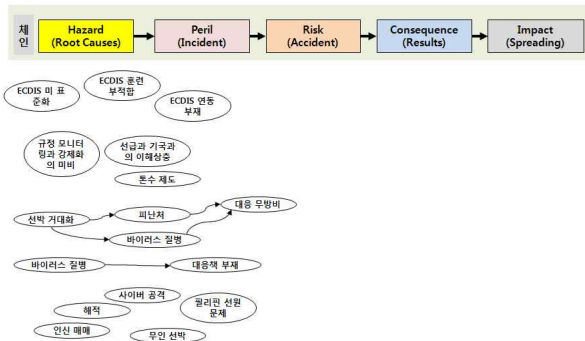 체
인
Hazard
(Root Causes)
Peril
(Incident)
Risk
(Accident)
Consequence
(Results)
Impact
(Spreading)
ECDIS 미 표
준화
ECDIS 훈련
부적합
ECDIS 연동
부재
규정 모니터
링과 강제화
의 미비
선급과 기국과
의 이해상충
톤수 제도
선박 거대화
피난처
대응 무방비
바이러스 질병
바이러스 질병
대응책 부재
사이버 공격
해적
필리핀 선원
문제
인신 매매
무인 선박